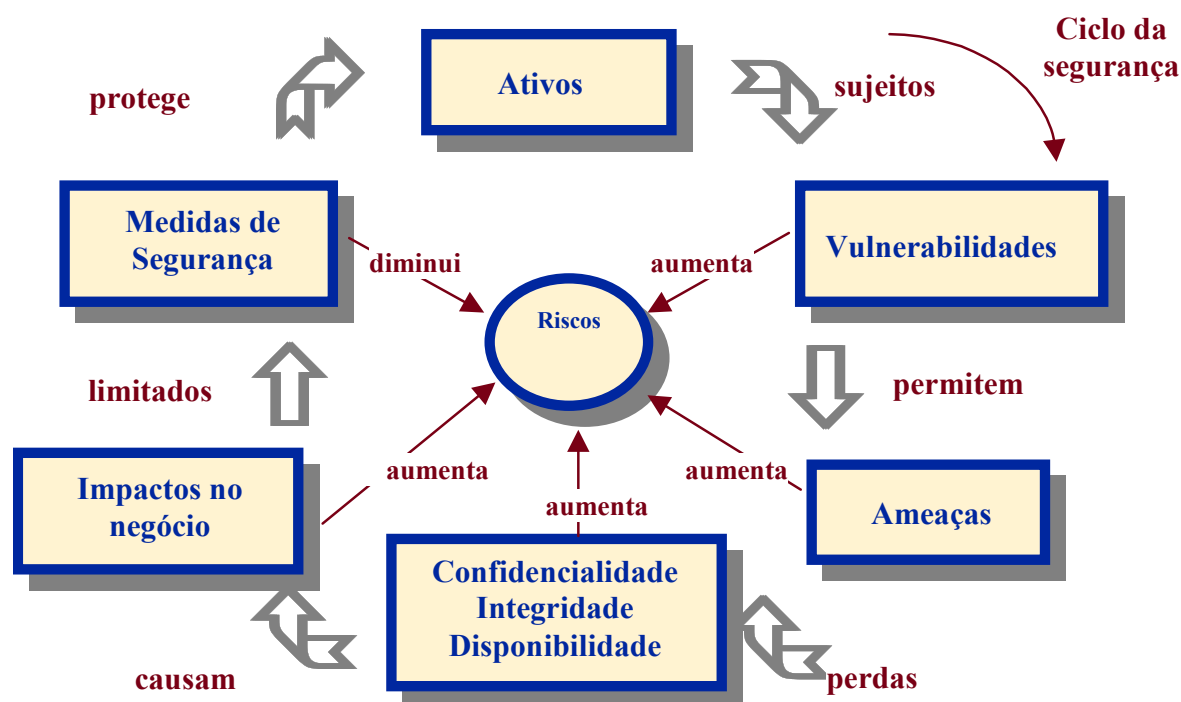 Ciclo da
segurança
Ativos
protege
sujeitos
Medidas de
Segurança
Vulnerabilidades
diminui
aumenta
Riscos
limitados
permitem
aumenta
aumenta
aumenta
Impactos no
negócio
Ameaças
Confidencialidade
Integridade
Disponibilidade
causam
perdas